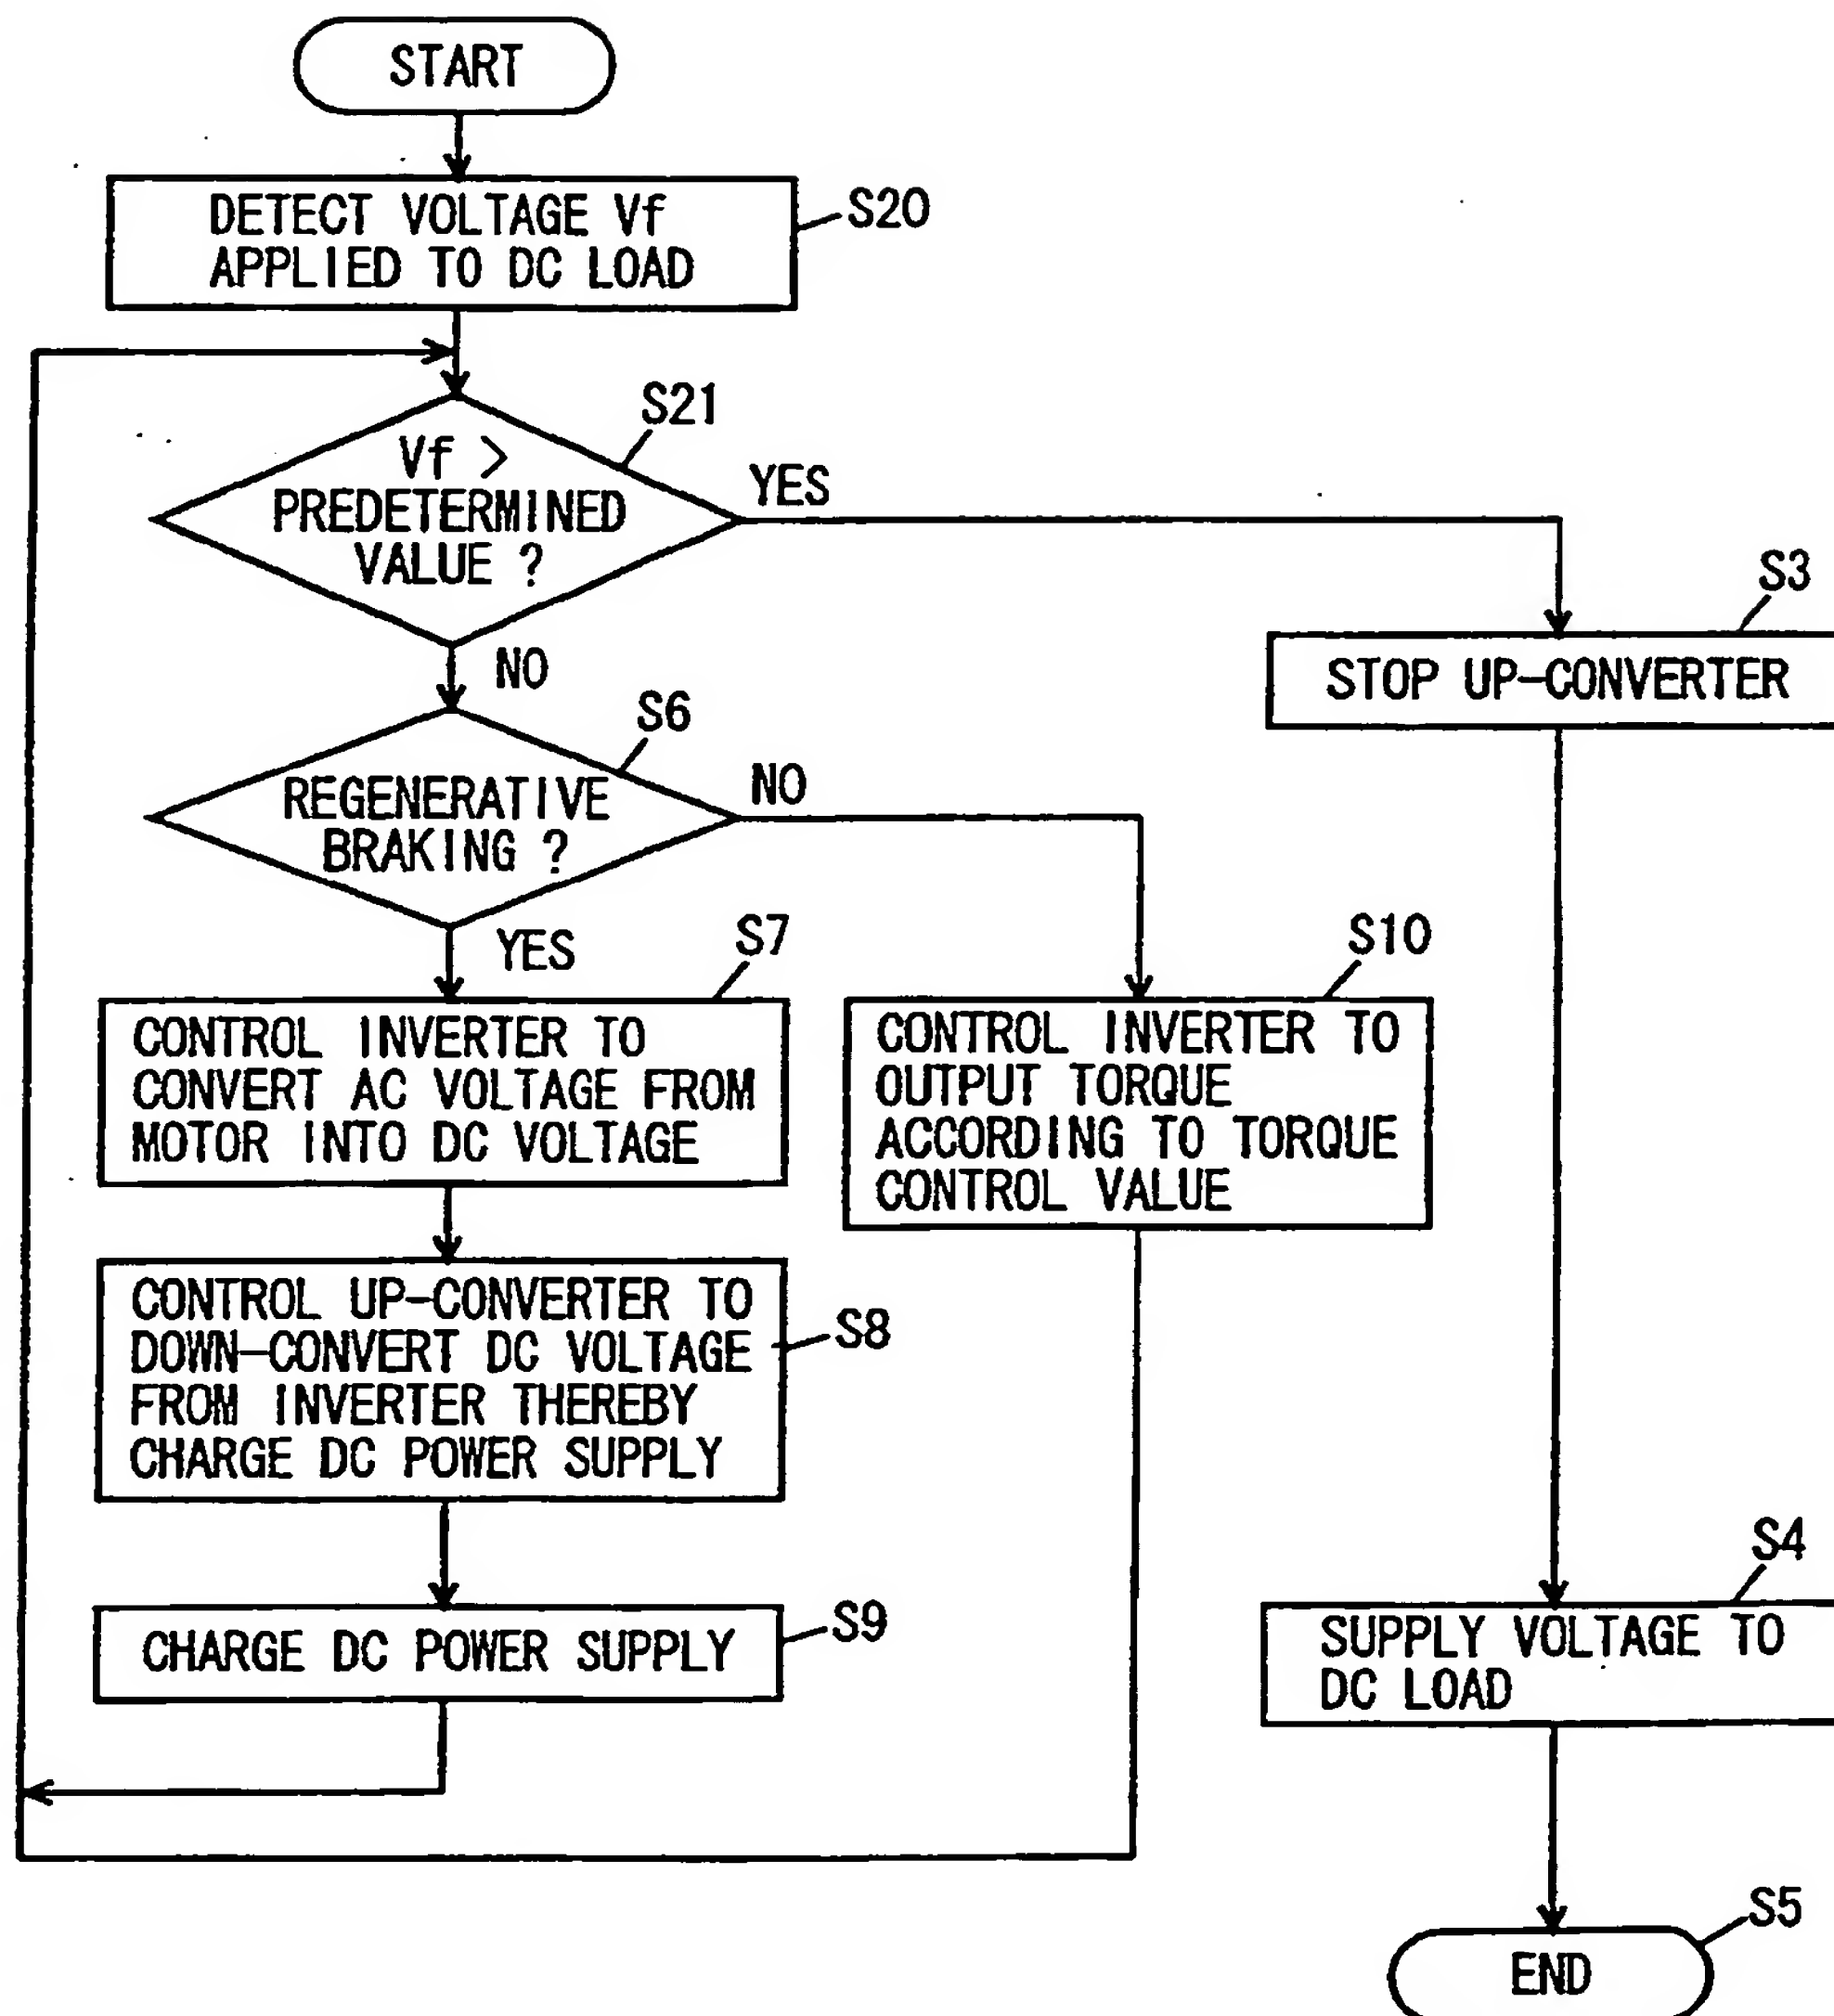 START
DETECT VOLTAGE Vf
APPLIED TO DC LOAD
S20
S21
Vf >
PREDETERMINED
VALUE ?
YES
NO
S3
STOP UP-CONVERTER
S6
REGENERATIVE
BRAKING ?
NO
YES
S7
CONTROL INVERTER TO
CONVERT AC VOLTAGE FROM
MOTOR INTO DC VOLTAGE
S10
CONTROL INVERTER TO
OUTPUT TORQUE
ACCORDING TO TORQUE
CONTROL VALUE
CONTROL UP-CONVERTER TO
DOWN-CONVERT DC VOLTAGE
FROM INVERTER THEREBY
CHARGE DC POWER SUPPLY
S8
CHARGE DC POWER SUPPLY
S9
S4
SUPPLY VOLTAGE TO
DC LOAD
S5
END